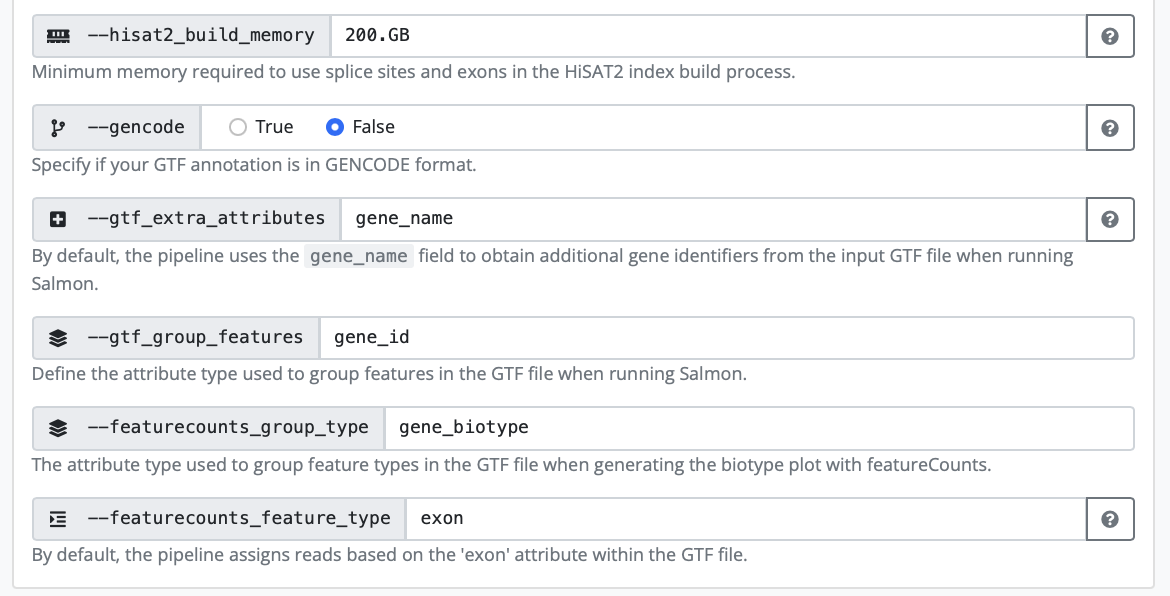 --hisat2_build_memory 200.GB ?
Minimum memory required to use splice sites and exons in the HiSAT2 index build process.
--gencode True False ?
Specify if your GTF annotation is in GENCODE format.
--gtf_extra_attributes gene_name ?
By default, the pipeline uses the gene_name field to obtain additional gene identifiers from the input GTF file when running
Salmon.
--gtf_group_features gene_id
Define the attribute type used to group features in the GTF file when running Salmon.
--featurecounts_group_type gene_biotype
The attribute type used to group feature types in the GTF file when generating the biotype plot with featureCounts.
--featurecounts_feature_type exon ?
By default, the pipeline assigns reads based on the 'exon' attribute within the GTF file.